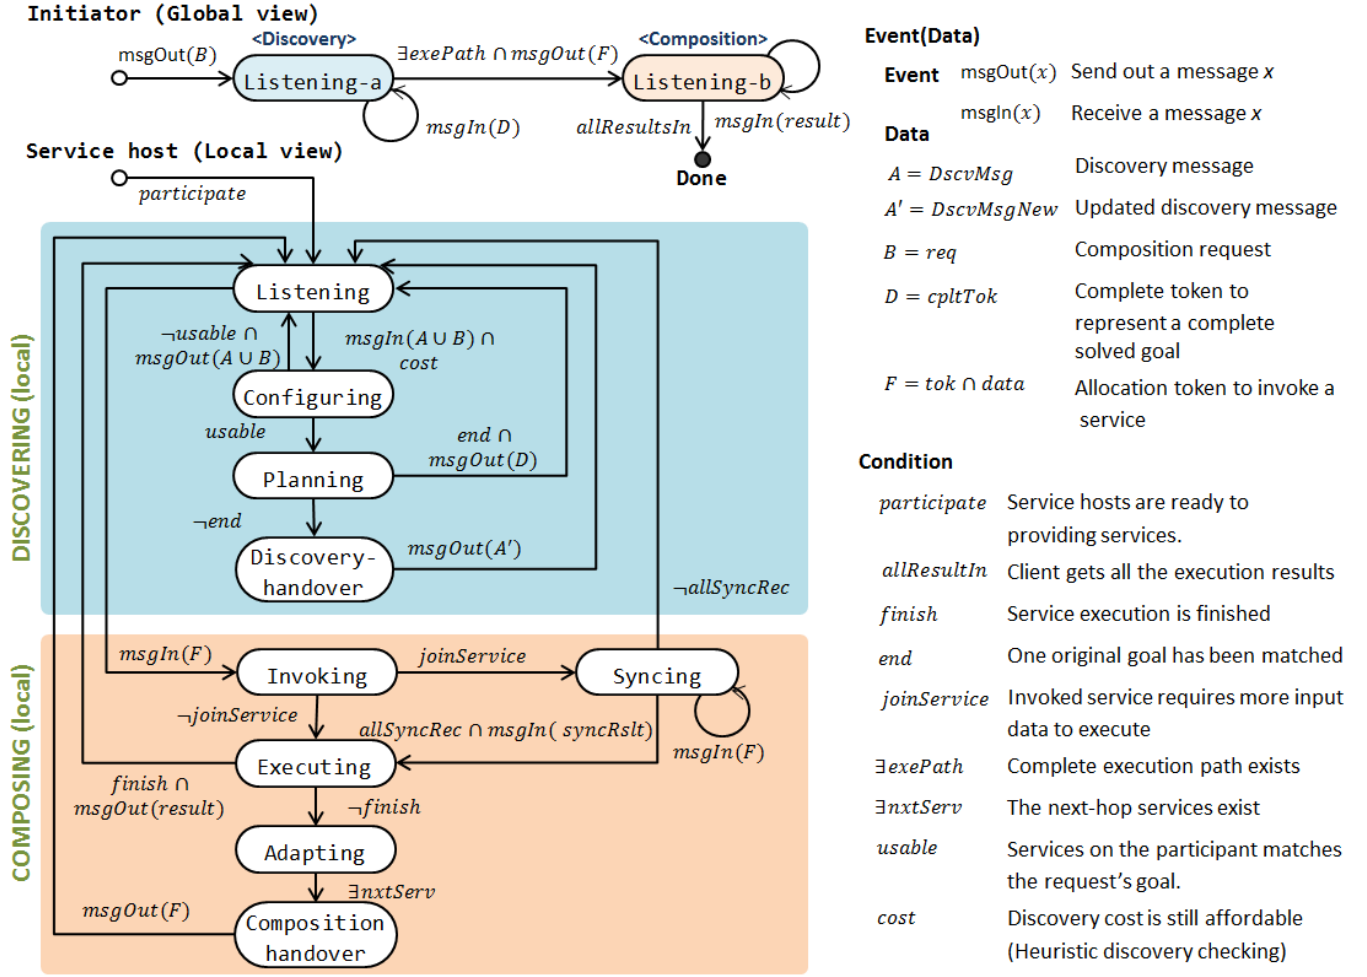 Initiator (Global view)
msgOut(B)
<Discovery>
Listening-a
∃exePath ∩ msgOut(F)
<Composition>
Listening-b
msgIn(D)
allResultsIn
msgIn(result)
Done
Service host (Local view)
participate
DISCOVERING (local)
Listening
¬usable ∩
msgOut(A ∪ B)
msgIn(A ∪ B) ∩
cost
Configuring
usable
end ∩
msgOut(D)
Planning
¬end
Discovery-
handover
msgOut(A′)
¬allSyncRec
COMPOSING (local)
msgIn(F)
Invoking
joinService
Syncing
¬joinService
allSyncRec ∩ msgIn( syncRslt)
msgIn(F)
Executing
finish ∩
msgOut(result)
¬finish
Adapting
∃nxtServ
msgOut(F)
Composition
handover
Event(Data)
Event msgOut(x) Send out a message x
msgIn(x) Receive a message x
Data
A = DscvMsg Discovery message
A′ = DscvMsgNew Updated discovery message
B = req Composition request
D = cpltTok Complete token to
represent a complete
solved goal
F = tok ∩ data Allocation token to invoke a
service
Condition
participate Service hosts are ready to
providing services.
allResultIn Client gets all the execution results
finish Service execution is finished
end One original goal has been matched
joinService Invoked service requires more input
data to execute
∃exePath Complete execution path exists
∃nxtServ The next-hop services exist
usable Services on the participant matches
the request's goal.
cost Discovery cost is still affordable
(Heuristic discovery checking)